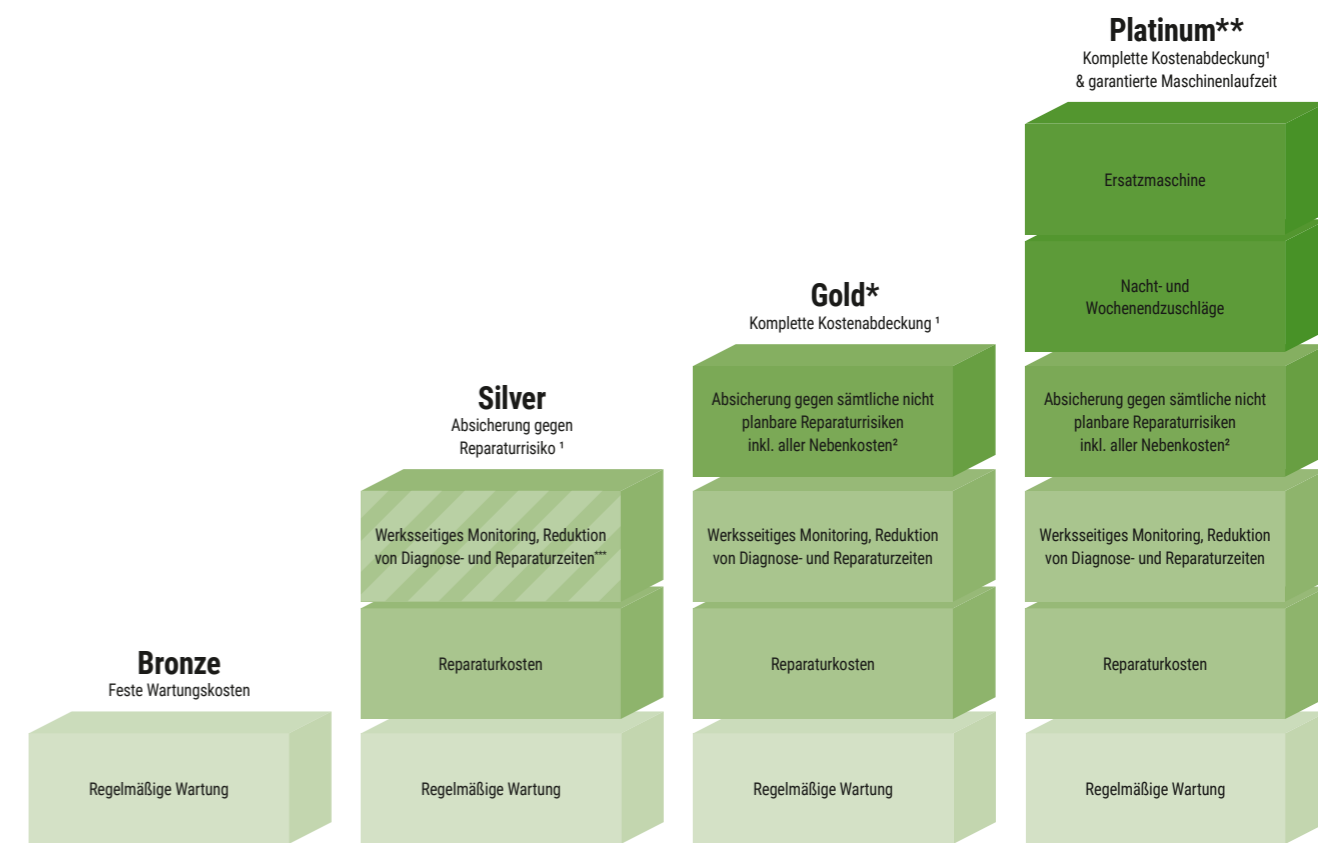 Platinum**
Komplette Kostenabdeckung¹
& garantierte Maschinenlaufzeit
Ersatzmaschine
Nacht- und
Wochenendzuschläge
Absicherung gegen sämtliche nicht
planbare Reparaturrisiken
inkl. aller Nebenkosten²
Werksseitiges Monitoring, Reduktion
von Diagnose- und Reparaturzeiten
Reparaturkosten
Regelmäßige Wartung
Gold*
Komplette Kostenabdeckung ¹
Absicherung gegen sämtliche nicht
planbare Reparaturrisiken
inkl. aller Nebenkosten²
Werksseitiges Monitoring, Reduktion
von Diagnose- und Reparaturzeiten
Reparaturkosten
Regelmäßige Wartung
Silver
Absicherung gegen
Reparaturrisiko ¹
Werksseitiges Monitoring, Reduktion
von Diagnose- und Reparaturzeiten***
Reparaturkosten
Regelmäßige Wartung
Bronze
Feste Wartungskosten
Regelmäßige Wartung